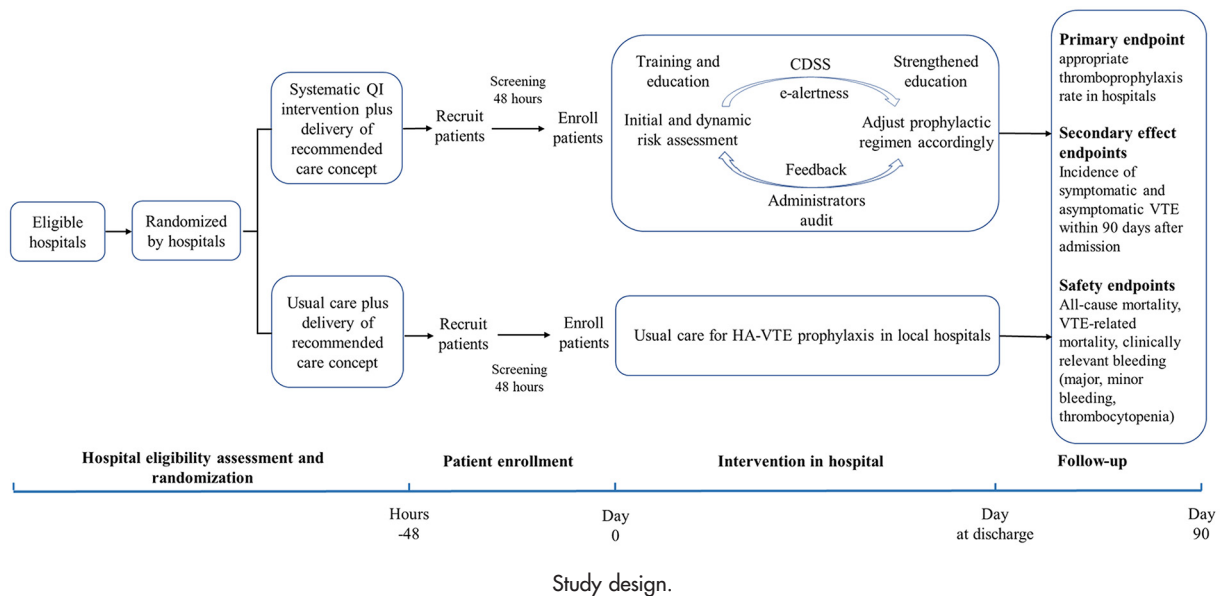 Eligible
hospitals
Randomized
by hospitals
Systematic QI
intervention plus
delivery of
recommended
care concept
Recruit
patients
Screening
48 hours
Enroll
patients
Training and
education
CDSS
e-alertness
Strengthened
education
Initial and dynamic
risk assessment
Adjust prophylactic
regimen accordingly
Feedback
Administrators
audit
Usual care plus
delivery of
recommended
care concept
Recruit
patients
Screening
48 hours
Enroll
patients
Usual care for HA-VTE prophylaxis in local hospitals
Primary endpoint
appropriate
thromboprophylaxis
rate in hospitals
Secondary effect
endpoints
Incidence of
symptomatic and
asymptomatic VTE
within 90 days after
admission
Safety endpoints
All-cause mortality,
VTE-related
mortality, clinically
relevant bleeding
(major, minor
bleeding,
thrombocytopenia)
Hospital eligibility assessment and
randomization
Patient enrollment
Intervention in hospital
Follow-up
Hours
-48
Day
0
Day
at discharge
Day
90
Study design.